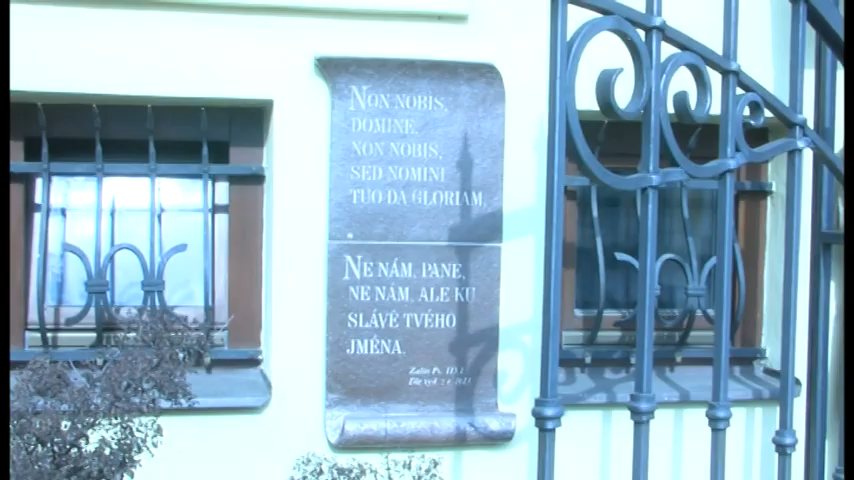 NON NOBIS,
DOMINE,
NON NOBIS,
SED NOMINI
TUO DA GLORIAM,
NE NÁM, PANE,
NE NÁM, ALE KU
SLÁVĚ TVÉHO
JMÉNA.
Žalm